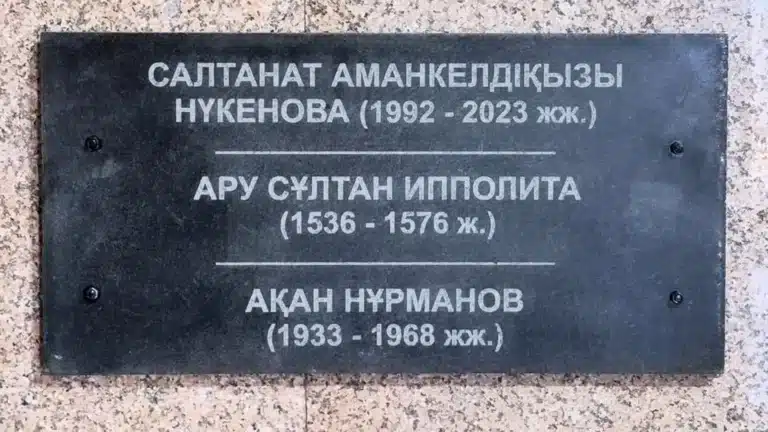 САЛТАНАТ АМАНКЕЛДІҚЫЗЫ
НҮКЕНОВА (1992 - 2023 жж.)
АРУ СҰЛТАН ИППОЛИТА
(1536 - 1576 ж.)
АҚАН НҰРМАНОВ
(1933 - 1968 жж.)